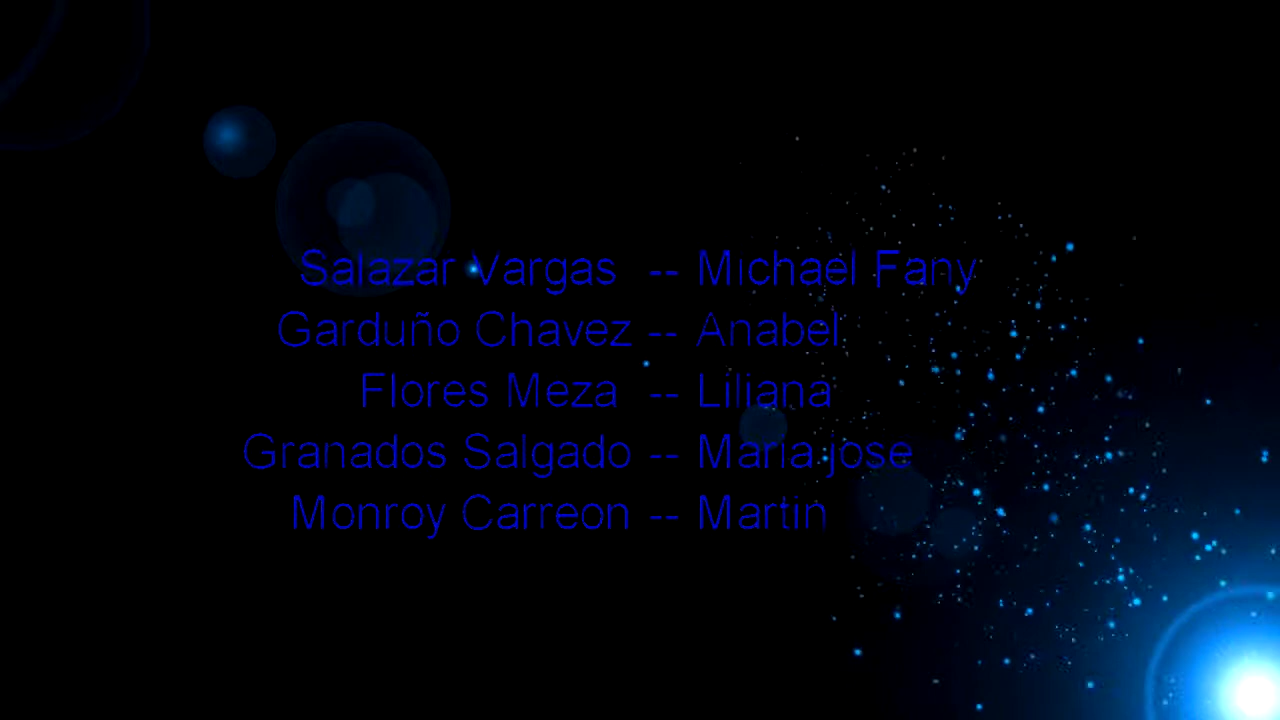 Salazar Vargas -- Michael Fany
Garduño Chavez -- Anabel
Flores Meza -- Liliana
Granados Salgado -- Maria jose
Monroy Carreon -- Martin